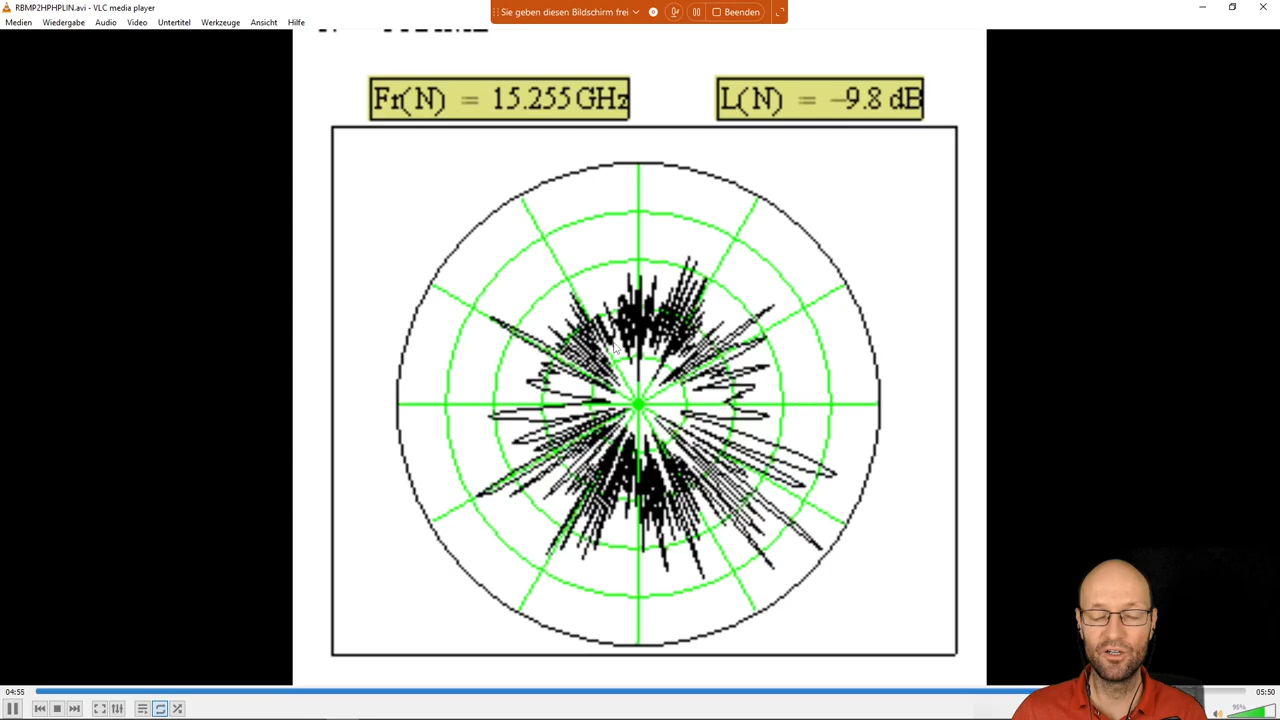 RBMP2HPHPLIN.avi - VLC media player
Sie geben diesen Bildschirm frei
Beenden
Medien Wiedergabe Audio Video Untertitel Werkzeuge Ansicht Hilfe
Fr(N) = 15.255 GHz
L(N) = −9.8 dB
04:55
05:50
95%